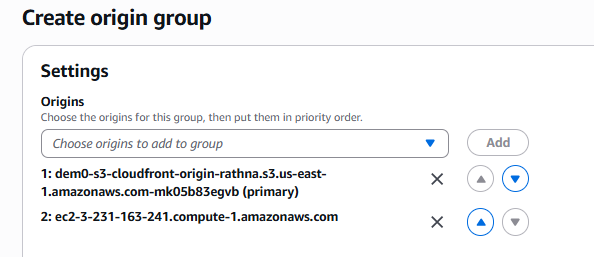 Create origin group
Settings
Origins
Choose the origins for this group, then put them in priority order.
Choose origins to add to group
Add
1: dem0-s3-cloudfront-origin-rathna.s3.us-east-
1.amazonaws.com-mk05b83egvb (primary)
2: ec2-3-231-163-241.compute-1.amazonaws.com